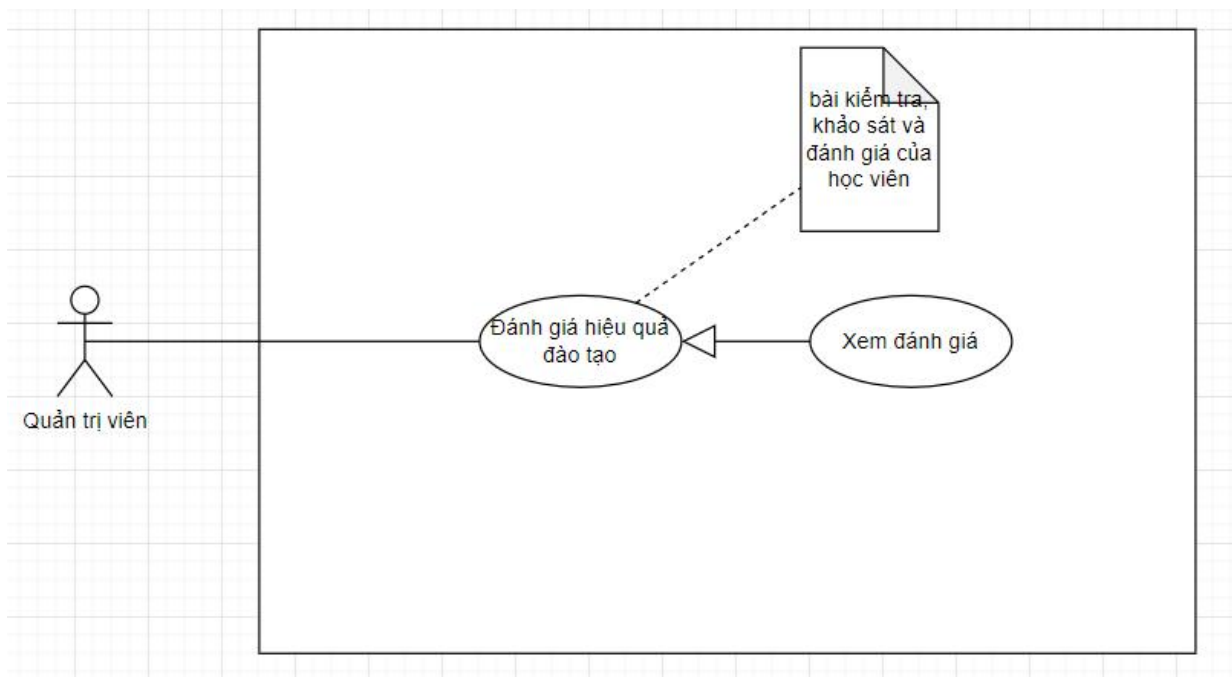 bài kiểm tra,
khảo sát và
đánh giá của
học viên
Đánh giá hiệu quả
đào tạo
Xem đánh giá
Quản trị viên